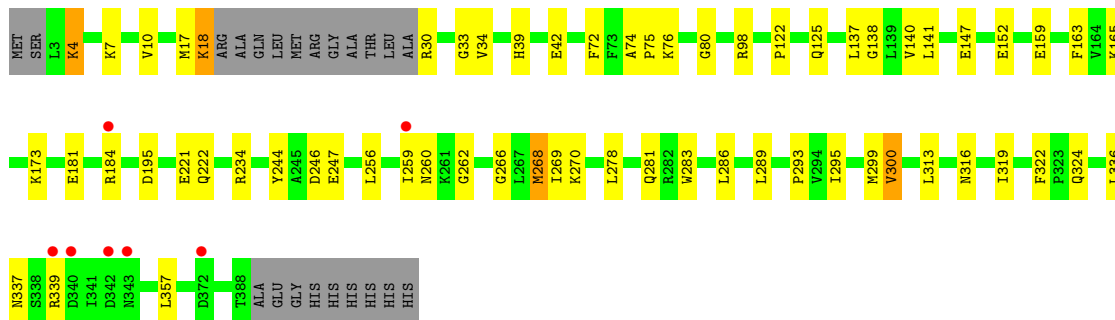 MET SER L3 K4 K7 V10 M17 K18 ARG ALA GLN LEU MET ARG GLY ALA THR LEU ALA R30 G33 V34 H39 E42 F72 F73 A74 P75 K76 G80 R98 P122 Q125 L137 G138 L139 V140 L141 E147 E152 E159 F163 V164 K165
K173 E181 R184 D195 E221 Q222 R234 Y244 A245 D246 E247 L256 I259 N260 K261 G262 G266 L267 M268 I269 K270 L278 Q281 R282 W283 L286 L289 P293 V294 I295 M299 V300 L313 N316 I319 F322 P323 Q324 L336
N337 S338 R339 D340 I341 D342 N343 L357 D372 T388 ALA GLU GLY HIS HIS HIS HIS HIS HIS